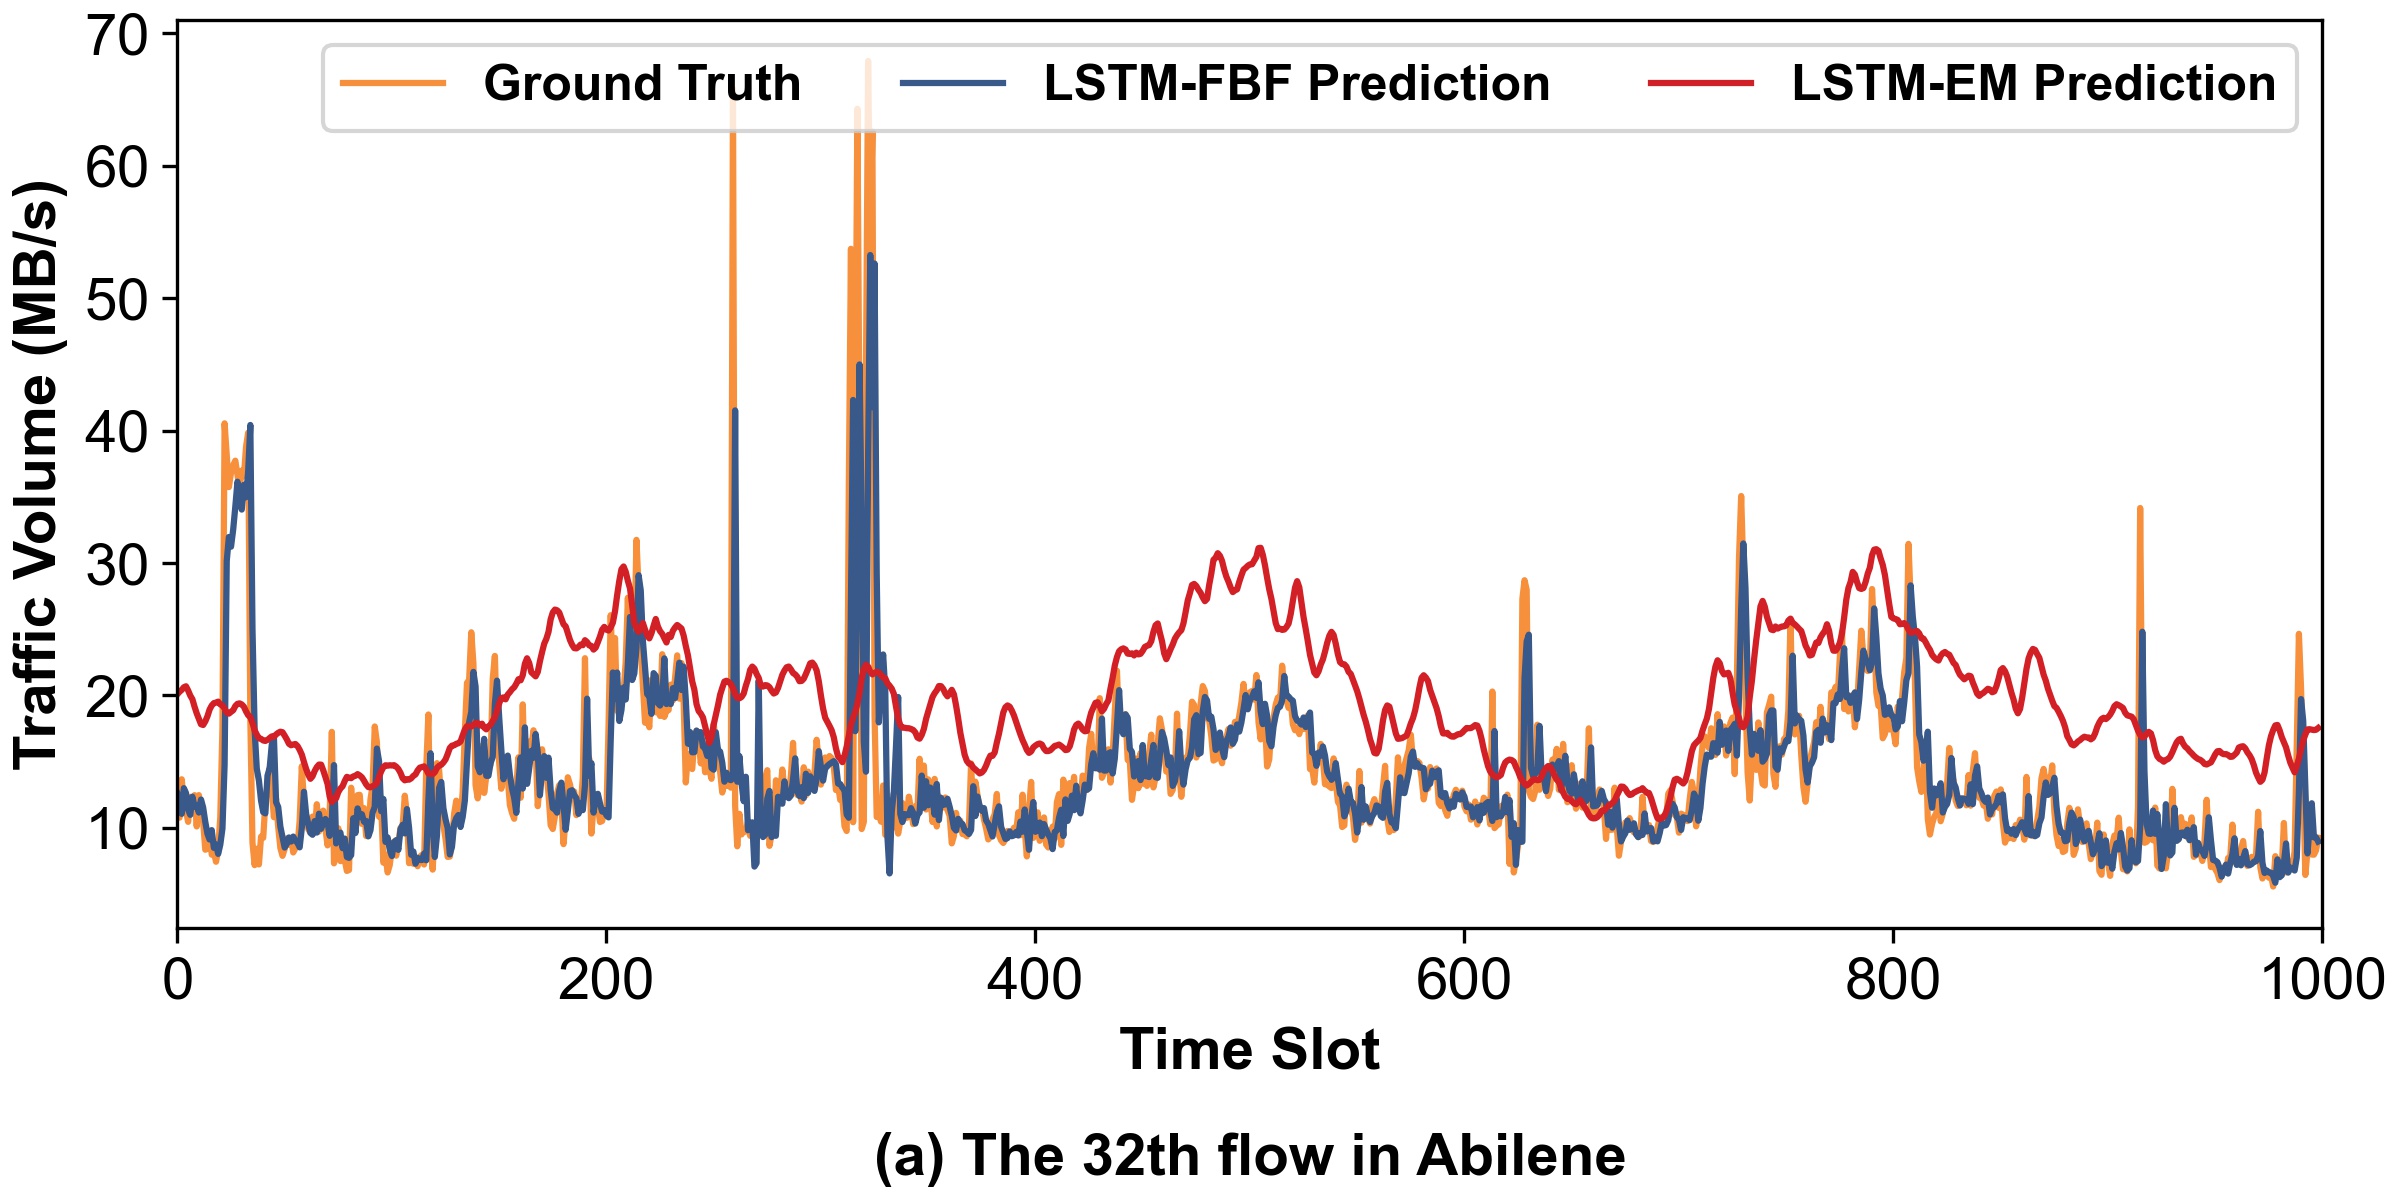 70
60
50
40
30
20
10
Traffic Volume (MB/s)
Ground Truth LSTM-FBF Prediction LSTM-EM Prediction
0 200 400 600 800 1000
Time Slot
(a) The 32th flow in Abilene